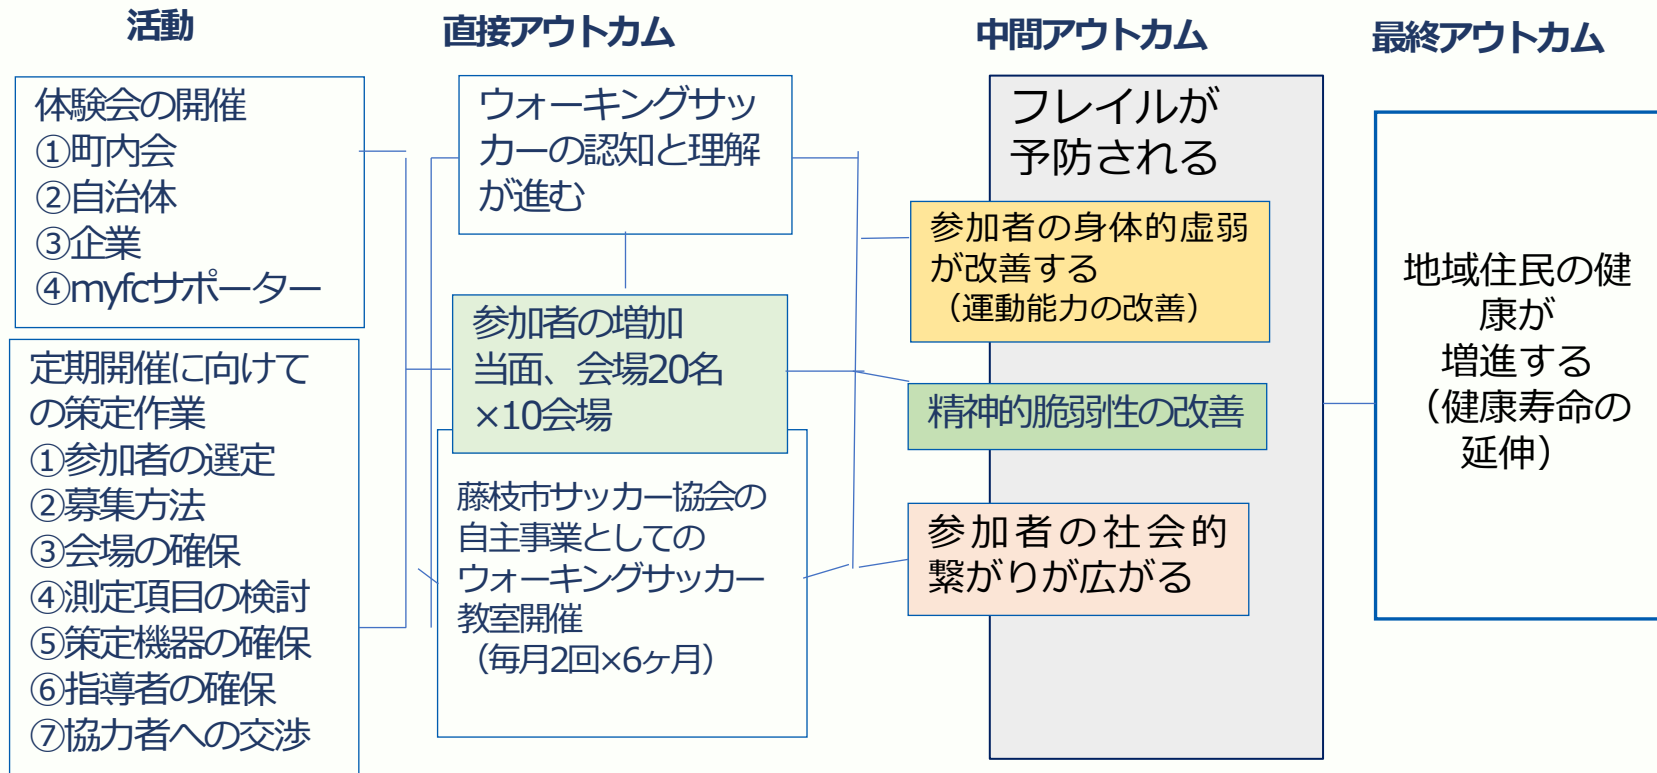 活動
直接アウトカム
中間アウトカム
最終アウトカム
体験会の開催
①町内会
②自治体
③企業
④myfcサポーター
定期開催に向けて
の策定作業
①参加者の選定
②募集方法
③会場の確保
④測定項目の検討
⑤策定機器の確保
⑥指導者の確保
⑦協力者への交渉
ウォーキングサッ
カーの認知と理解
が進む
参加者の増加
当面、会場20名
×10会場
藤枝市サッカー協会の
自主事業としての
ウォーキングサッカー
教室開催
（毎月2回×6ヶ月）
フレイルが
予防される
参加者の身体的虚弱
が改善する
（運動能力の改善）
精神的脆弱性の改善
参加者の社会的
繋がりが広がる
地域住民の健
康が
増進する
（健康寿命の
延伸）